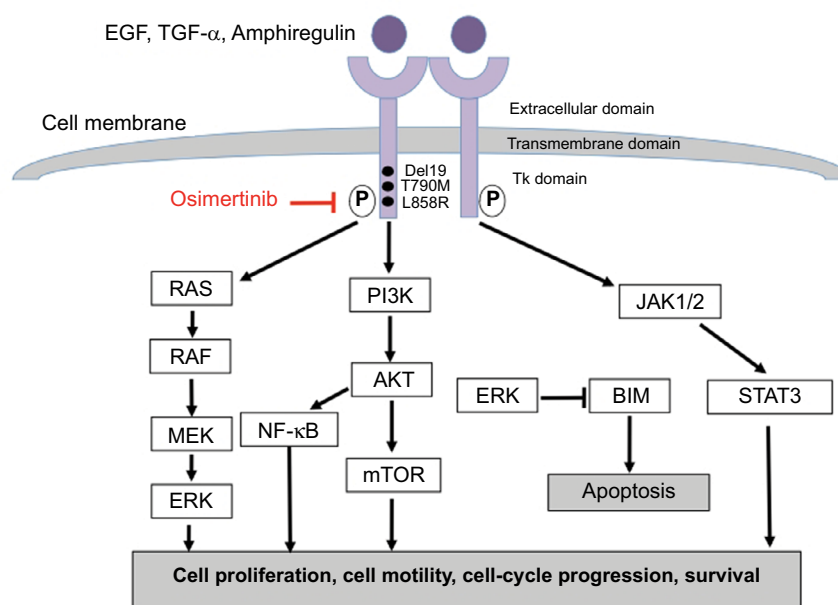 EGF, TGF-α, Amphiregulin
Extracellular domain
Cell membrane
Transmembrane domain
Del19
Tk domain
T790M
Osimertinib
P
L858R
P
RAS
PI3K
JAK1/2
RAF
AKT
ERK
BIM
STAT3
MEK
NF-κB
mTOR
ERK
Apoptosis
Cell proliferation, cell motility, cell-cycle progression, survival